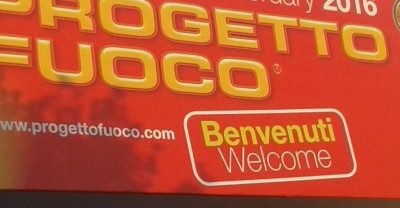 2016
PROGETTO
FUOCO®
www.progettofuoco.com
Benvenuti
Welcome